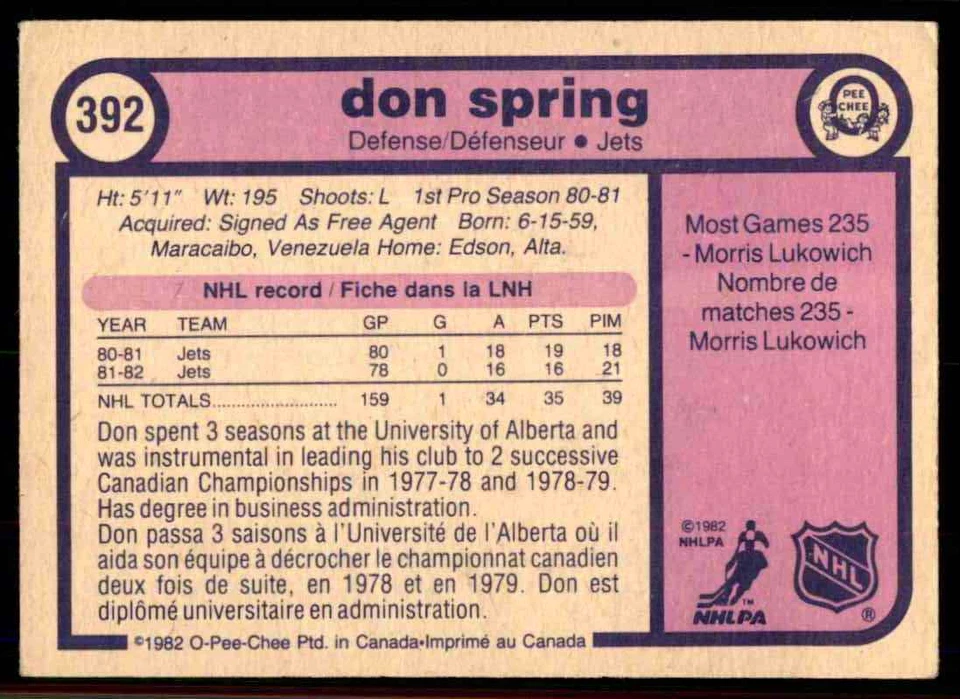 392
don spring
Defense/Défenseur • Jets
PEE
CHEE
Ht: 5'11" Wt: 195 Shoots: L 1st Pro Season 80-81
Acquired: Signed As Free Agent Born: 6-15-59,
Maracaibo, Venezuela Home: Edson, Alta.
NHL record / Fiche dans la LNH
YEAR TEAM GP G A PTS PIM
80-81 Jets 80 1 18 19 18
81-82 Jets 78 0 16 16 21
NHL TOTALS............................ 159 1 34 35 39
Don spent 3 seasons at the University of Alberta and
was instrumental in leading his club to 2 successive
Canadian Championships in 1977-78 and 1978-79.
Has degree in business administration.
Don passa 3 saisons à l'Université de l'Alberta où il
aida son équipe à décrocher le championnat canadien
deux fois de suite, en 1978 et en 1979. Don est
diplômé universitaire en administration.
Most Games 235
- Morris Lukowich
Nombre de
matches 235 -
Morris Lukowich
©1982
NHLPA
TM
NHLPA
NHL
®
©1982 O-Pee-Chee Ptd. in Canada•Imprimé au Canada